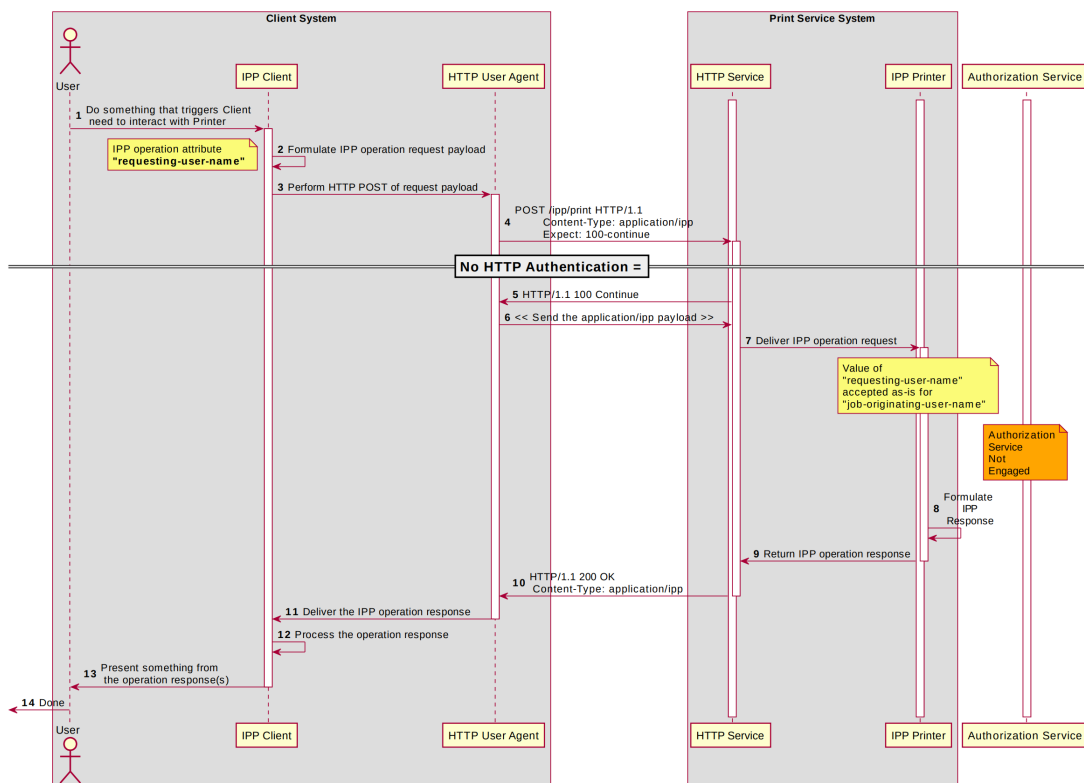 Client System
Print Service System
User
IPP Client
HTTP User Agent
HTTP Service
IPP Printer
Authorization Service
1 Do something that triggers Client
need to interact with Printer
IPP operation attribute
"requesting-user-name"
2 Formulate IPP operation request payload
3 Perform HTTP POST of request payload
POST /ipp/print HTTP/1.1
4 Content-Type: application/ipp
Expect: 100-continue
No HTTP Authentication =
5 HTTP/1.1 100 Continue
6 << Send the application/ipp payload >>
7 Deliver IPP operation request
Value of
"requesting-user-name"
accepted as-is for
"job-originating-user-name"
Authorization
Service
Not
Engaged
Formulate
8 IPP
Response
9 Return IPP operation response
10 HTTP/1.1 200 OK
Content-Type: application/ipp
11 Deliver the IPP operation response
12 Process the operation response
13 Present something from
the operation response(s)
14 Done
User
IPP Client
HTTP User Agent
HTTP Service
IPP Printer
Authorization Service